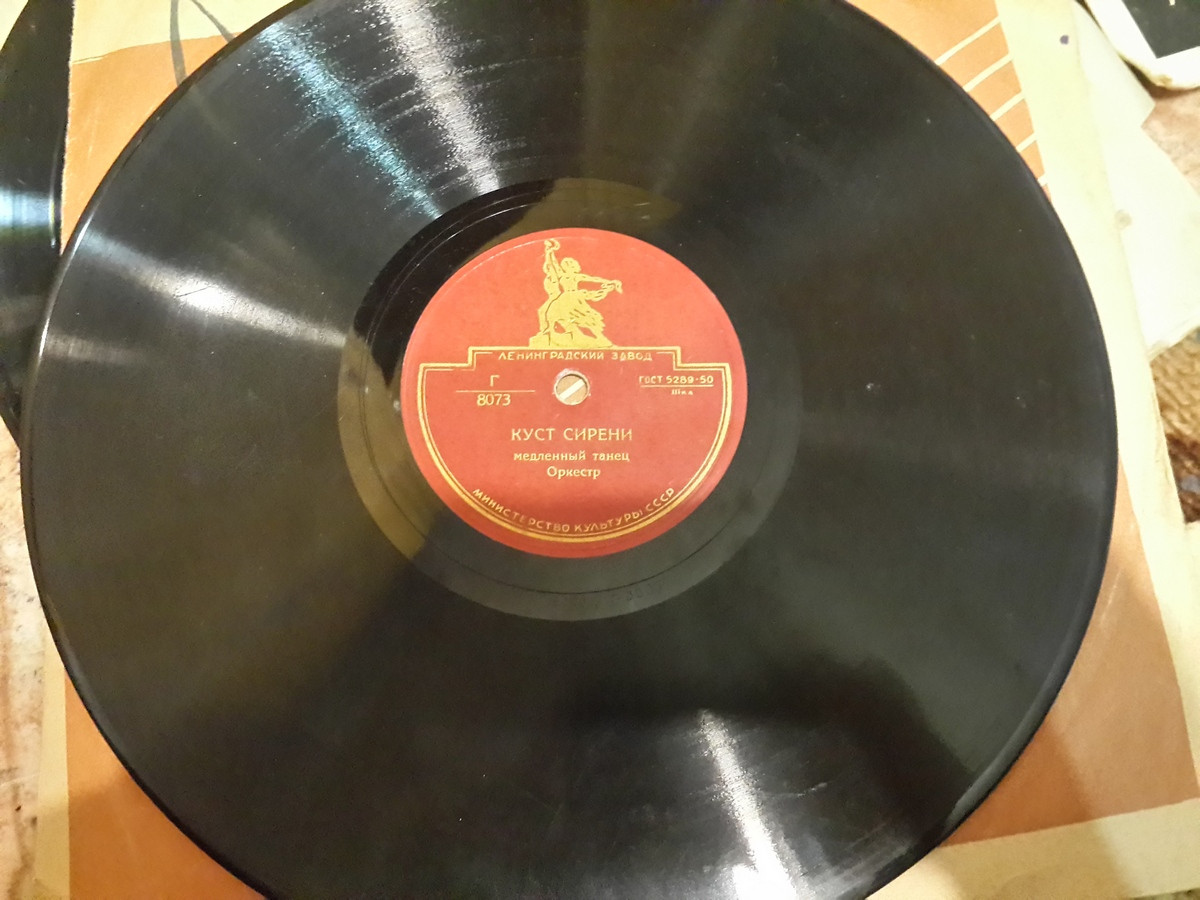 ЛЕНИНГРАДСКИЙ ЗАВОД
Г
8073
ГОСТ 5289-50
КУСТ СИРЕНИ
медленный танец
Оркестр
МИНИСТЕРСТВО КУЛЬТУРЫ СССР